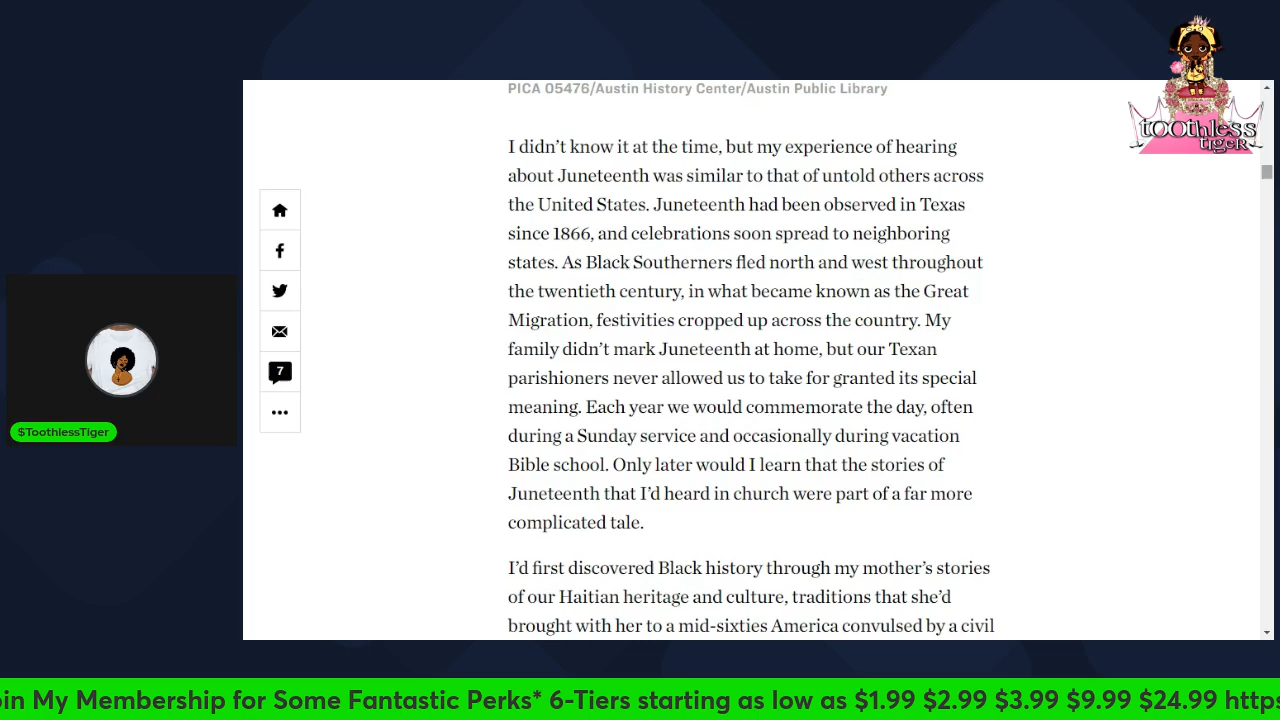 PICA 05476/Austin History Center/Austin Public Library
toothless
tiger
I didn't know it at the time, but my experience of hearing
about Juneteenth was similar to that of untold others across
the United States. Juneteenth had been observed in Texas
since 1866, and celebrations soon spread to neighboring
states. As Black Southerners fled north and west throughout
the twentieth century, in what became known as the Great
Migration, festivities cropped up across the country. My
family didn't mark Juneteenth at home, but our Texan
parishioners never allowed us to take for granted its special
meaning. Each year we would commemorate the day, often
during a Sunday service and occasionally during vacation
Bible school. Only later would I learn that the stories of
Juneteenth that I'd heard in church were part of a far more
complicated tale.
I'd first discovered Black history through my mother's stories
of our Haitian heritage and culture, traditions that she'd
brought with her to a mid-sixties America convulsed by a civil
7
$ToothlessTiger
oin My Membership for Some Fantastic Perks* 6-Tiers starting as low as $1.99 $2.99 $3.99 $9.99 $24.99 https